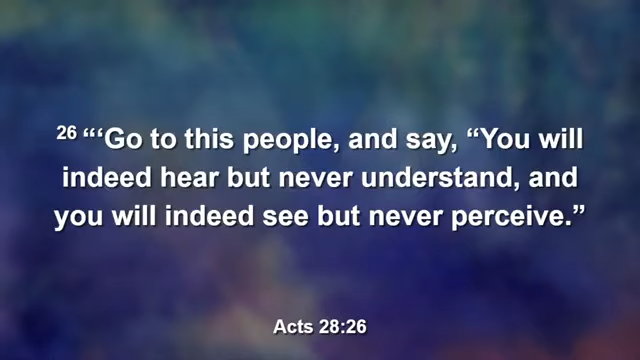 26 “‘Go to this people, and say, “You will
indeed hear but never understand, and
you will indeed see but never perceive.”
Acts 28:26